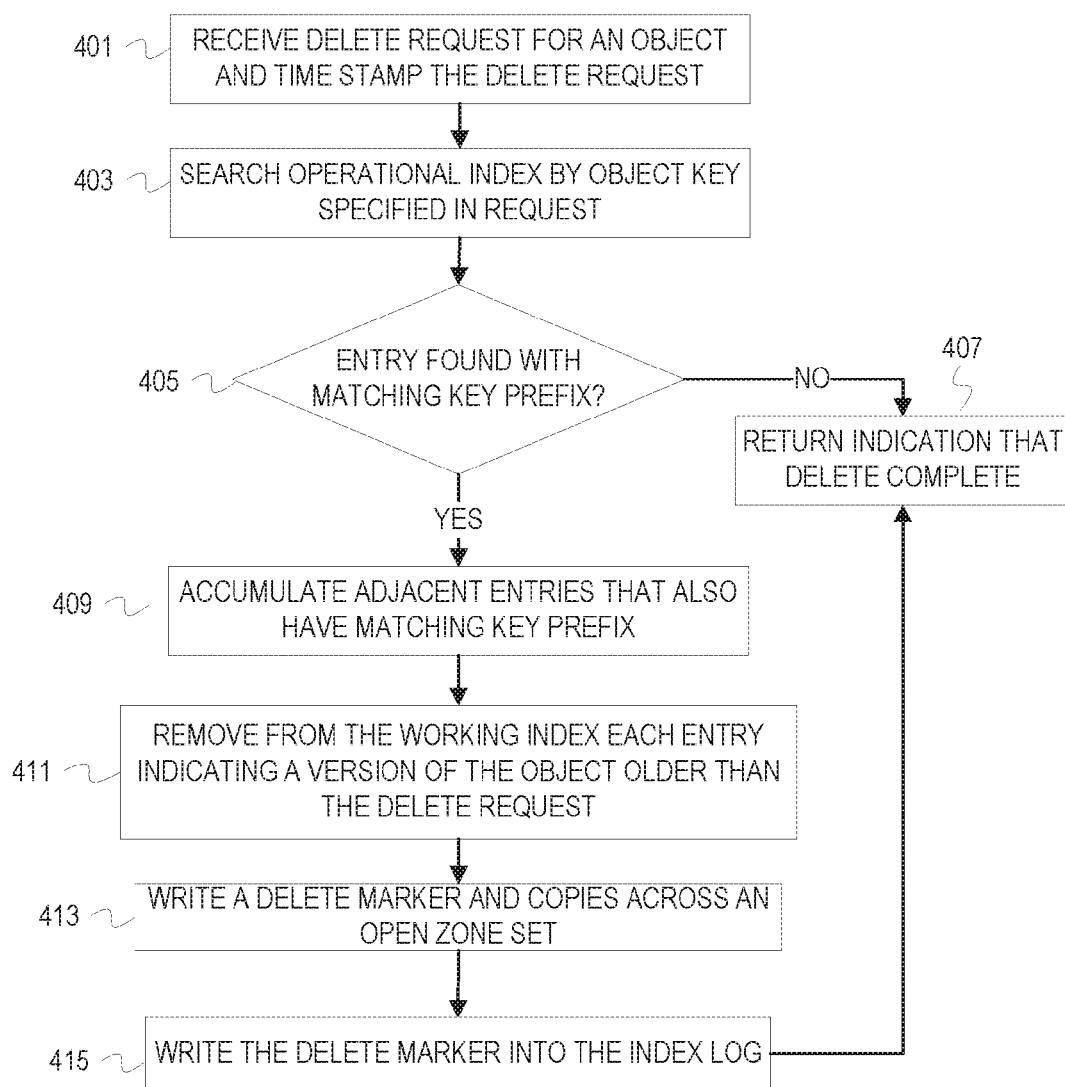 401
RECEIVE DELETE REQUEST FOR AN OBJECT
AND TIME STAMP THE DELETE REQUEST
403
SEARCH OPERATIONAL INDEX BY OBJECT KEY
SPECIFIED IN REQUEST
405
ENTRY FOUND WITH
MATCHING KEY PREFIX?
NO
407
RETURN INDICATION THAT
DELETE COMPLETE
YES
409
ACCUMULATE ADJACENT ENTRIES THAT ALSO
HAVE MATCHING KEY PREFIX
411
REMOVE FROM THE WORKING INDEX EACH ENTRY
INDICATING A VERSION OF THE OBJECT OLDER THAN
THE DELETE REQUEST
413
WRITE A DELETE MARKER AND COPIES ACROSS AN
OPEN ZONE SET
415
WRITE THE DELETE MARKER INTO THE INDEX LOG